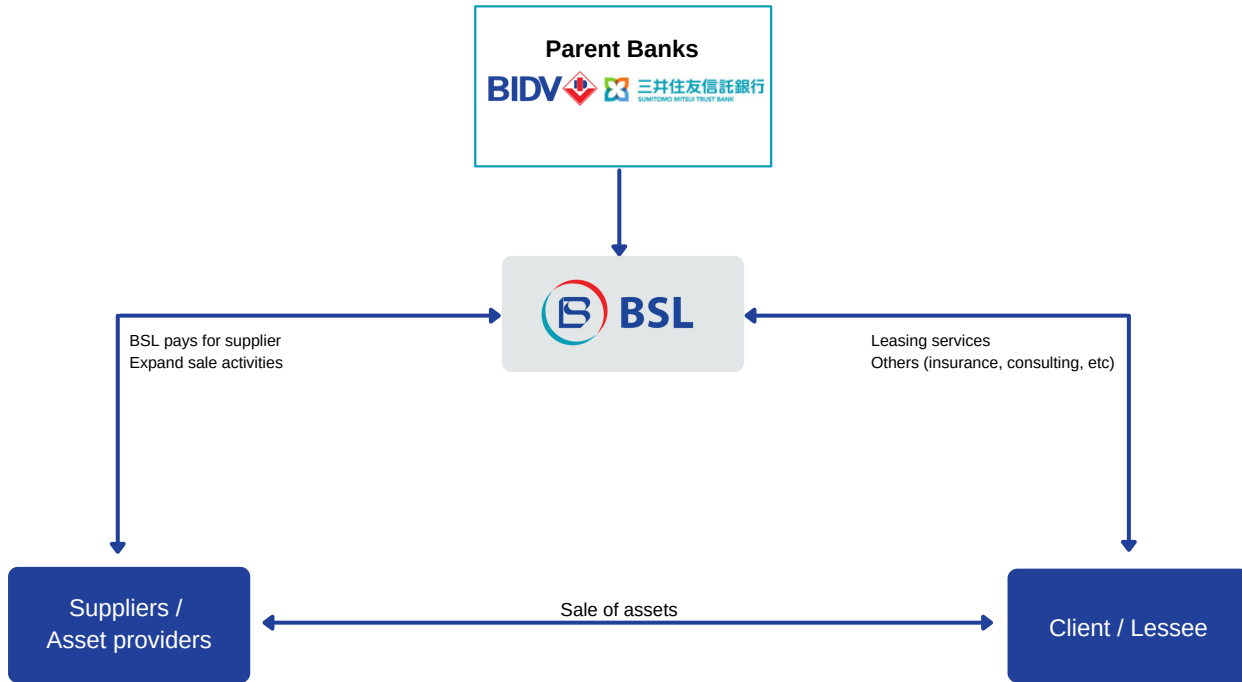 Parent Banks
BIDV
三井住友信託銀行
SUMITOMO MITSUI TRUST BANK
BSL
BSL pays for supplier
Expand sale activities
Leasing services
Others (insurance, consulting, etc)
Suppliers /
Asset providers
Sale of assets
Client / Lessee